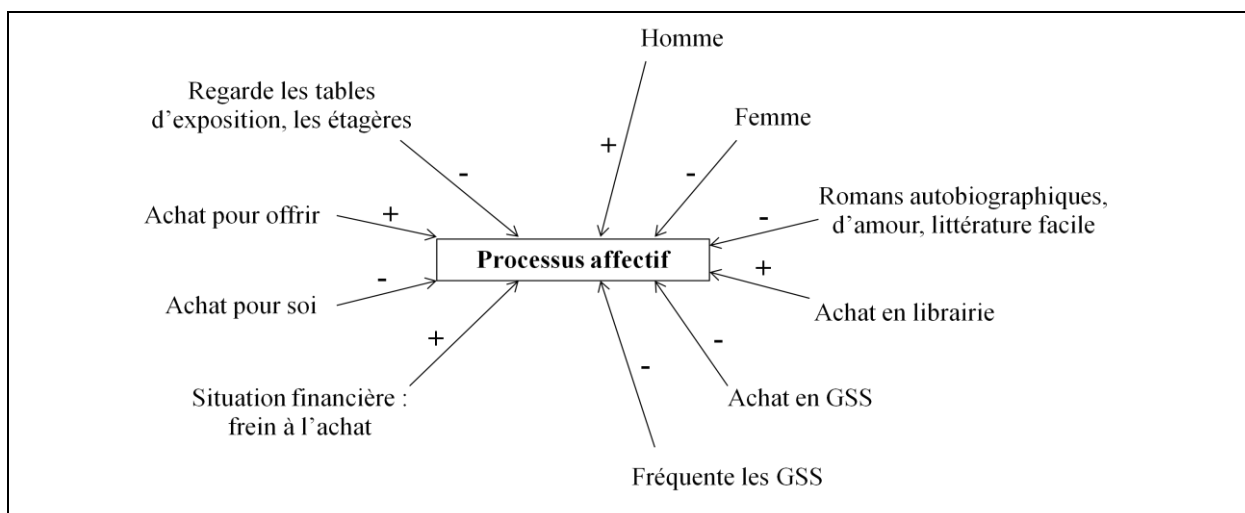 Homme
Regarde les tables
d'exposition, les étagères
Femme
+
-
-
Romans autobiographiques,
d'amour, littérature facile
Achat pour offrir
+
-
Processus affectif
+
Achat pour soi
-
Achat en librairie
+
-
-
Situation financière :
frein à l'achat
Achat en GSS
Fréquente les GSS